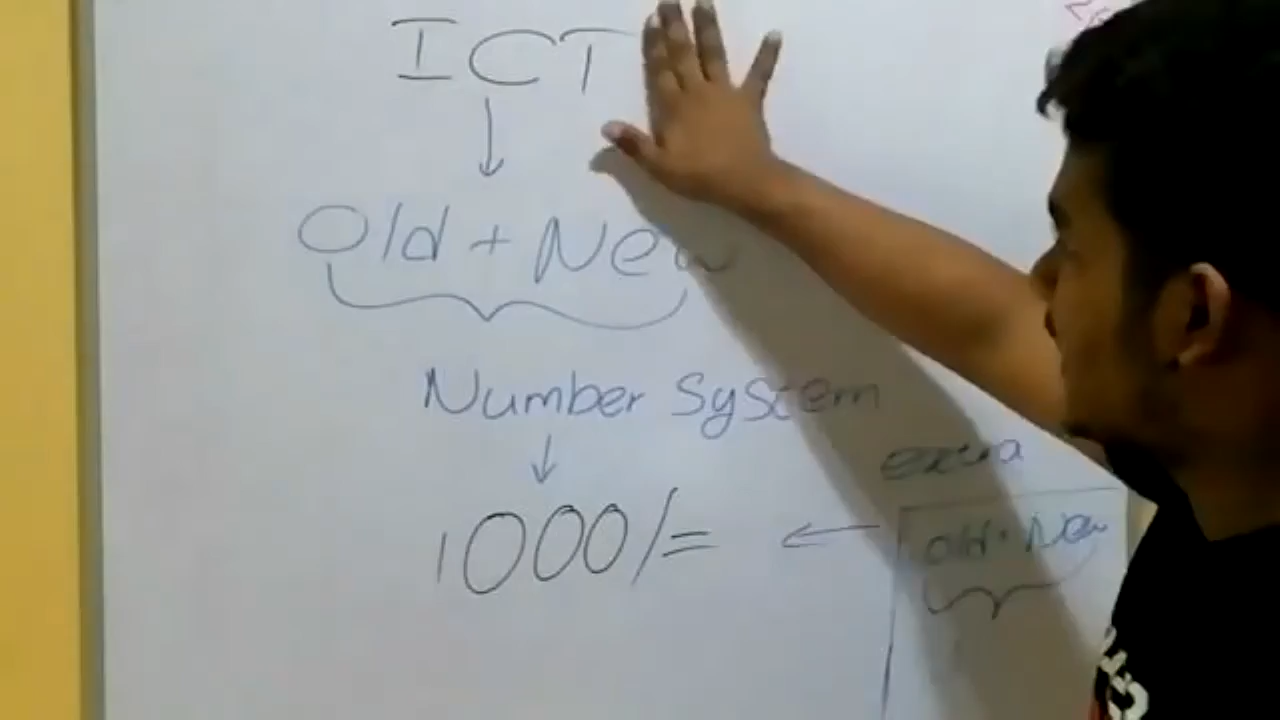 ICT
Old + New
Number System
1000/=
extra
Old + New